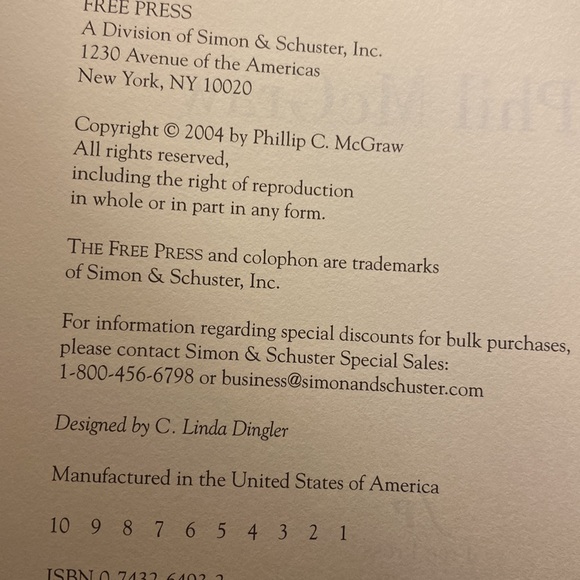 FREE PRESS
A Division of Simon & Schuster, Inc.
1230 Avenue of the Americas
New York, NY 10020
Copyright © 2004 by Phillip C. McGraw
All rights reserved,
including the right of reproduction
in whole or in part in any form.
THE FREE PRESS and colophon are trademarks
of Simon & Schuster, Inc.
For information regarding special discounts for bulk purchases,
please contact Simon & Schuster Special Sales:
1-800-456-6798 or business@simonandschuster.com
Designed by C. Linda Dingler
Manufactured in the United States of America
10 9 8 7 6 5 4 3 2 1
ISBN